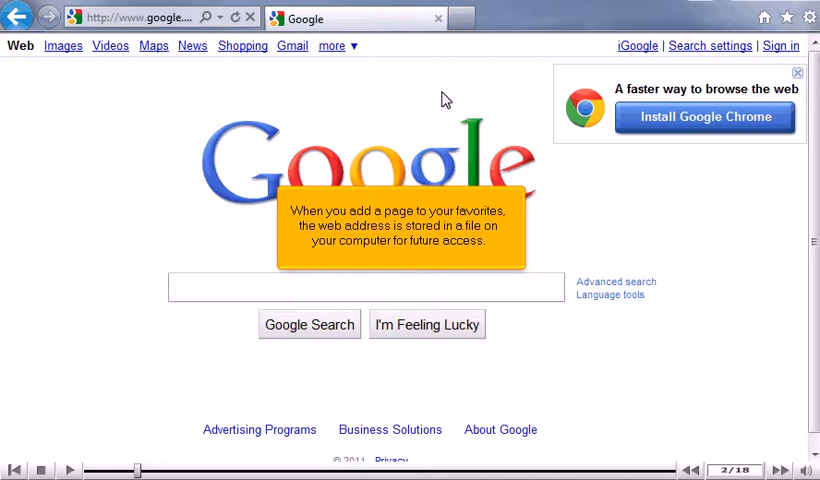 http://www.google....
Google
Web Images Videos Maps News Shopping Gmail more ▼
iGoogle | Search settings | Sign in
A faster way to browse the web
Install Google Chrome
Google
When you add a page to your favorites,
the web address is stored in a file on
your computer for future access.
Advanced search
Language tools
Google Search
I'm Feeling Lucky
Advertising Programs
Business Solutions
About Google
© 2011 - Privacy
2/18